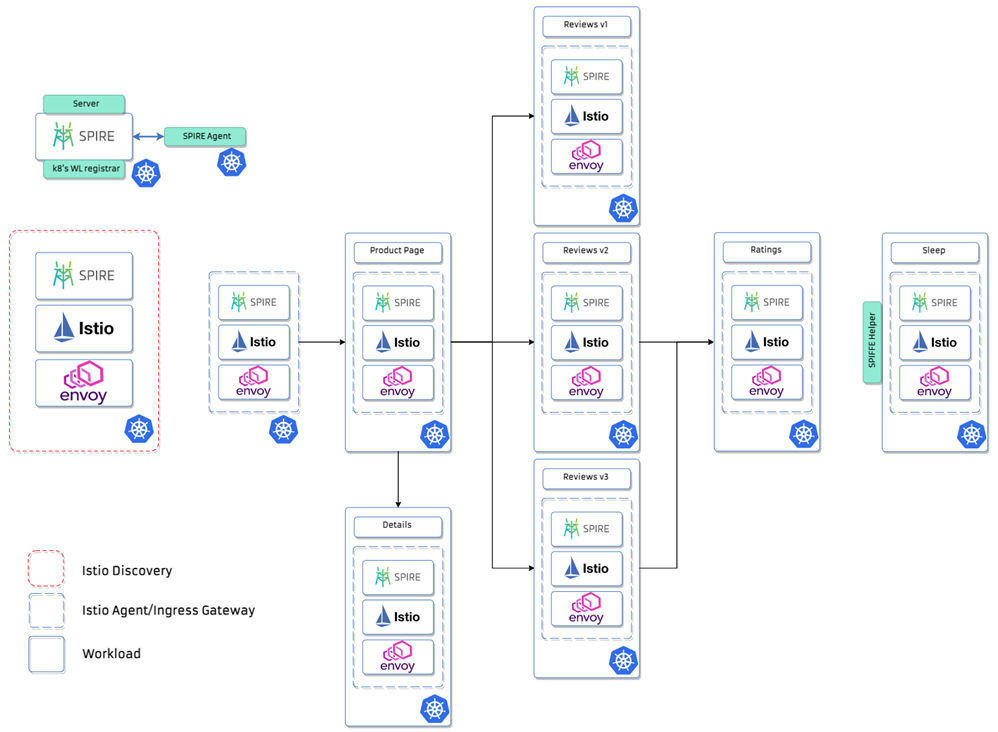 Reviews v1
SPIRE
Istio
envoy
Server
SPIRE
k8's WL registrar
SPIRE Agent
SPIRE
Istio
envoy
SPIRE
Istio
envoy
Product Page
SPIRE
Istio
envoy
Reviews v2
SPIRE
Istio
envoy
Ratings
SPIRE
Istio
envoy
SPIFFE Helper
Sleep
SPIRE
Istio
envoy
Reviews v3
SPIRE
Istio
envoy
Details
SPIRE
Istio
envoy
Istio Discovery
Istio Agent/Ingress Gateway
Workload